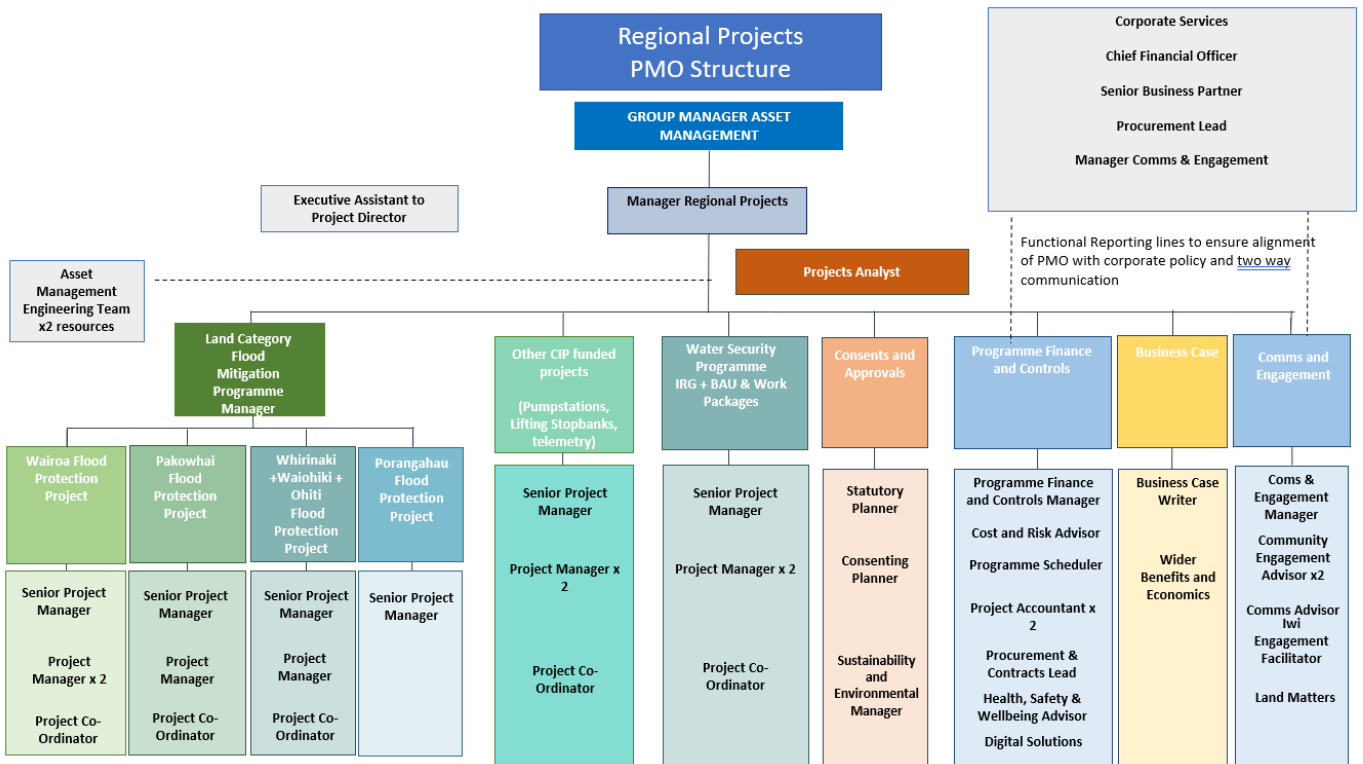 Regional Projects
PMO Structure
Corporate Services
Chief Financial Officer
Senior Business Partner
Procurement Lead
Manager Comms & Engagement
GROUP MANAGER ASSET
MANAGEMENT
Executive Assistant to
Project Director
Manager Regional Projects
Functional Reporting lines to ensure alignment
of PMO with corporate policy and two way
communication
Asset
Management
Engineering Team
x2 resources
Projects Analyst
Land Category
Flood
Mitigation
Programme
Manager
Other CIP funded
projects
(Pumpstations,
Lifting Stopbanks,
telemetry)
Water Security
Programme
IRG + BAU & Work
Packages
Consents and
Approvals
Programme Finance
and Controls
Business Case
Comms and
Engagement
Wairoa Flood
Protection
Project
Pakowhai
Flood
Protection
Project
Whirinaki
+Waiohiki +
Ohiti
Flood
Protection
Project
Porangahau
Flood
Protection
Project
Senior Project
Manager
Project
Manager x 2
Project Co-
Ordinator
Senior Project
Manager
Project
Manager
Project Co-
Ordinator
Senior Project
Manager
Project
Manager
Project Co-
Ordinator
Senior Project
Manager
Senior Project
Manager
Project Manager x
2
Project Co-
Ordinator
Senior Project
Manager
Project Manager x 2
Project Co-
Ordinator
Statutory
Planner
Consenting
Planner
Sustainability
and
Environmental
Manager
Programme Finance
and Controls Manager
Cost and Risk Advisor
Programme Scheduler
Project Accountant x
2
Procurement &
Contracts Lead
Health, Safety &
Wellbeing Advisor
Digital Solutions
Business Case
Writer
Wider
Benefits and
Economics
Coms &
Engagement
Manager
Community
Engagement
Advisor x2
Comms Advisor
Iwi
Engagement
Facilitator
Land Matters